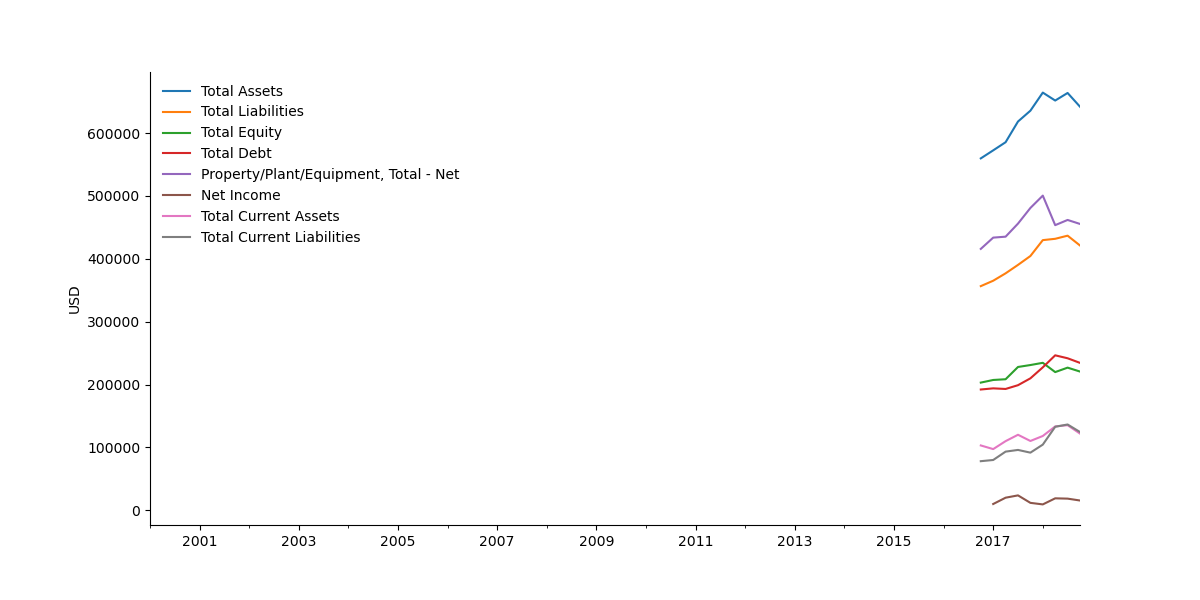 Total Assets
Total Liabilities
Total Equity
Total Debt
Property/Plant/Equipment, Total - Net
Net Income
Total Current Assets
Total Current Liabilities
USD
600000
500000
400000
300000
200000
100000
0
2001 2003 2005 2007 2009 2011 2013 2015 2017